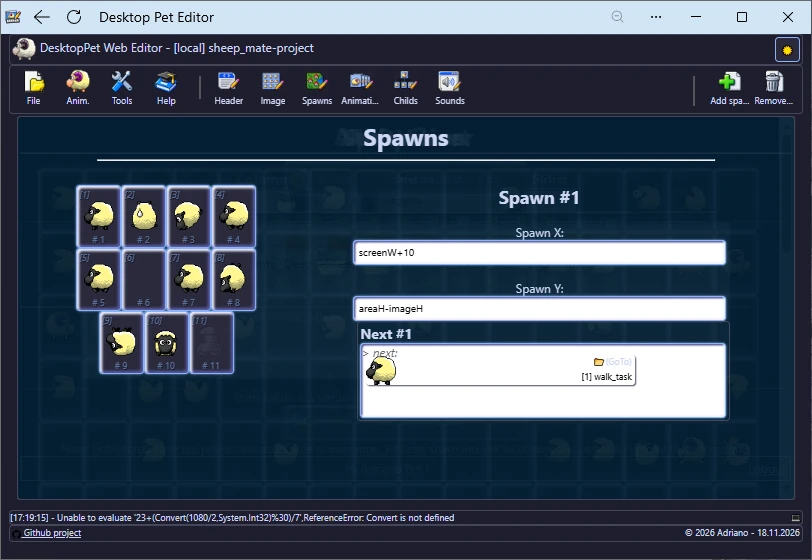 Desktop Pet Editor
DesktopPet Web Editor - [local] sheep_mate-project
File Anim. Tools Help Header Image Spawns Animati... Childs Sounds Add spa... Remove...
Spawns
[1] [2] [3] [4]
# 1 # 2 # 3 # 4
[5] [6] [7] [8]
# 5 # 6 # 7 # 8
[9] [10] [11]
# 9 # 10 # 11
Spawn #1
Spawn X:
screenW+10
Spawn Y:
areaH-imageH
Next #1
> next:
(GoTo)
[1] walk_task
[17:19:15] - Unable to evaluate '23+(Convert(1080/2,System.Int32)%30)/7',ReferenceError: Convert is not defined
Github project
© 2026 Adriano - 18.11.2026